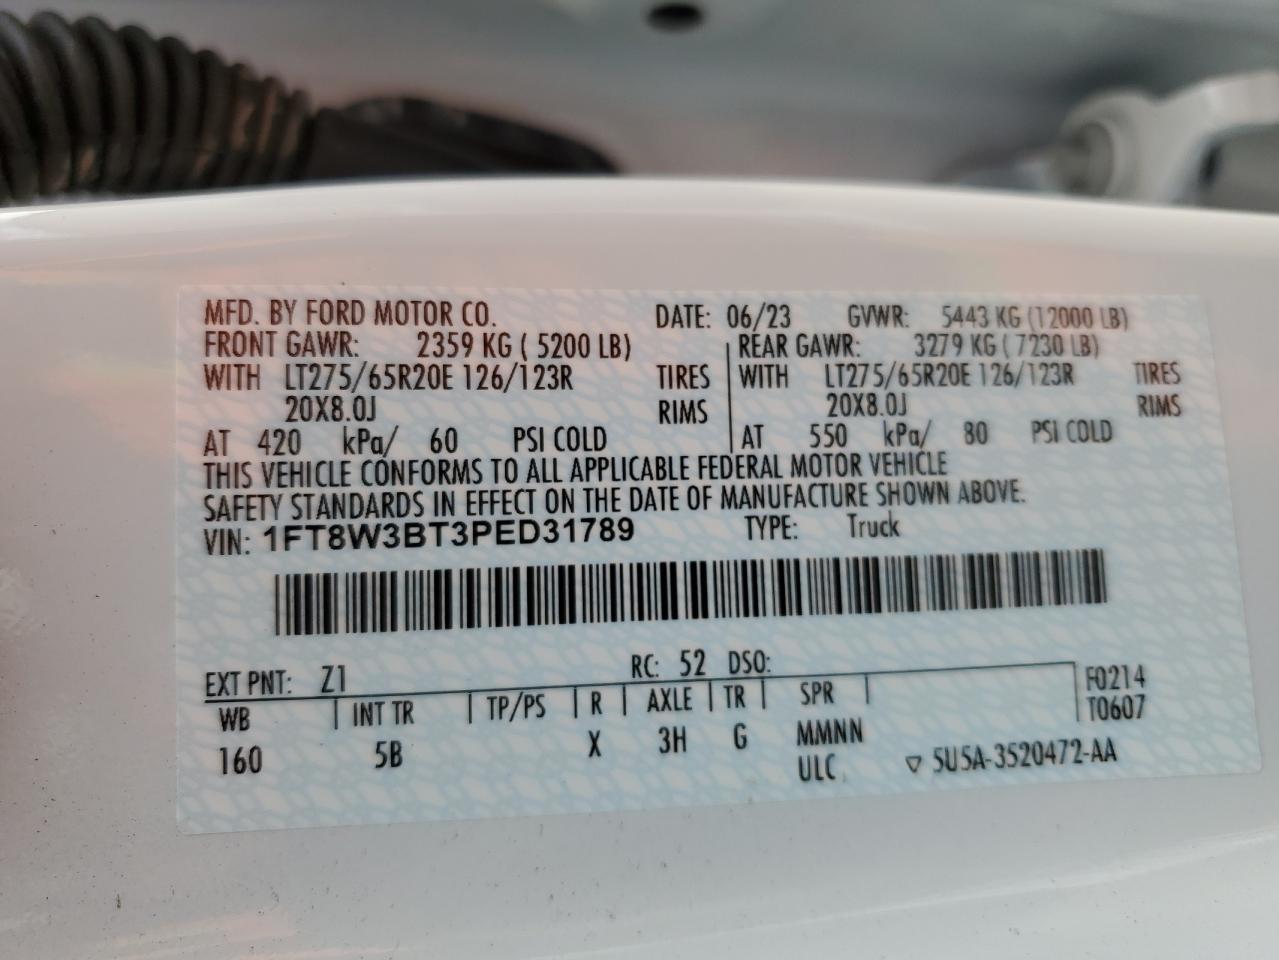 MFD. BY FORD MOTOR CO. DATE: 06/23 GVWR: 5443 KG (12000 LB)
FRONT GAWR: 2359 KG ( 5200 LB) REAR GAWR: 3279 KG ( 7230 LB)
WITH LT275/65R20E 126/123R TIRES WITH LT275/65R20E 126/123R TIRES
20X8.0J RIMS 20X8.0J RIMS
AT 420 kPa/ 60 PSI COLD AT 550 kPa/ 80 PSI COLD
THIS VEHICLE CONFORMS TO ALL APPLICABLE FEDERAL MOTOR VEHICLE
SAFETY STANDARDS IN EFFECT ON THE DATE OF MANUFACTURE SHOWN ABOVE.
VIN: 1FT8W3BT3PED31789 TYPE: Truck
EXT PNT: Z1 RC: 52 DSO:
WB INT TR TP/PS R AXLE TR SPR F0214
T0607
160 5B X 3H G MMNN
ULC ▽ 5U5A-3520472-AA